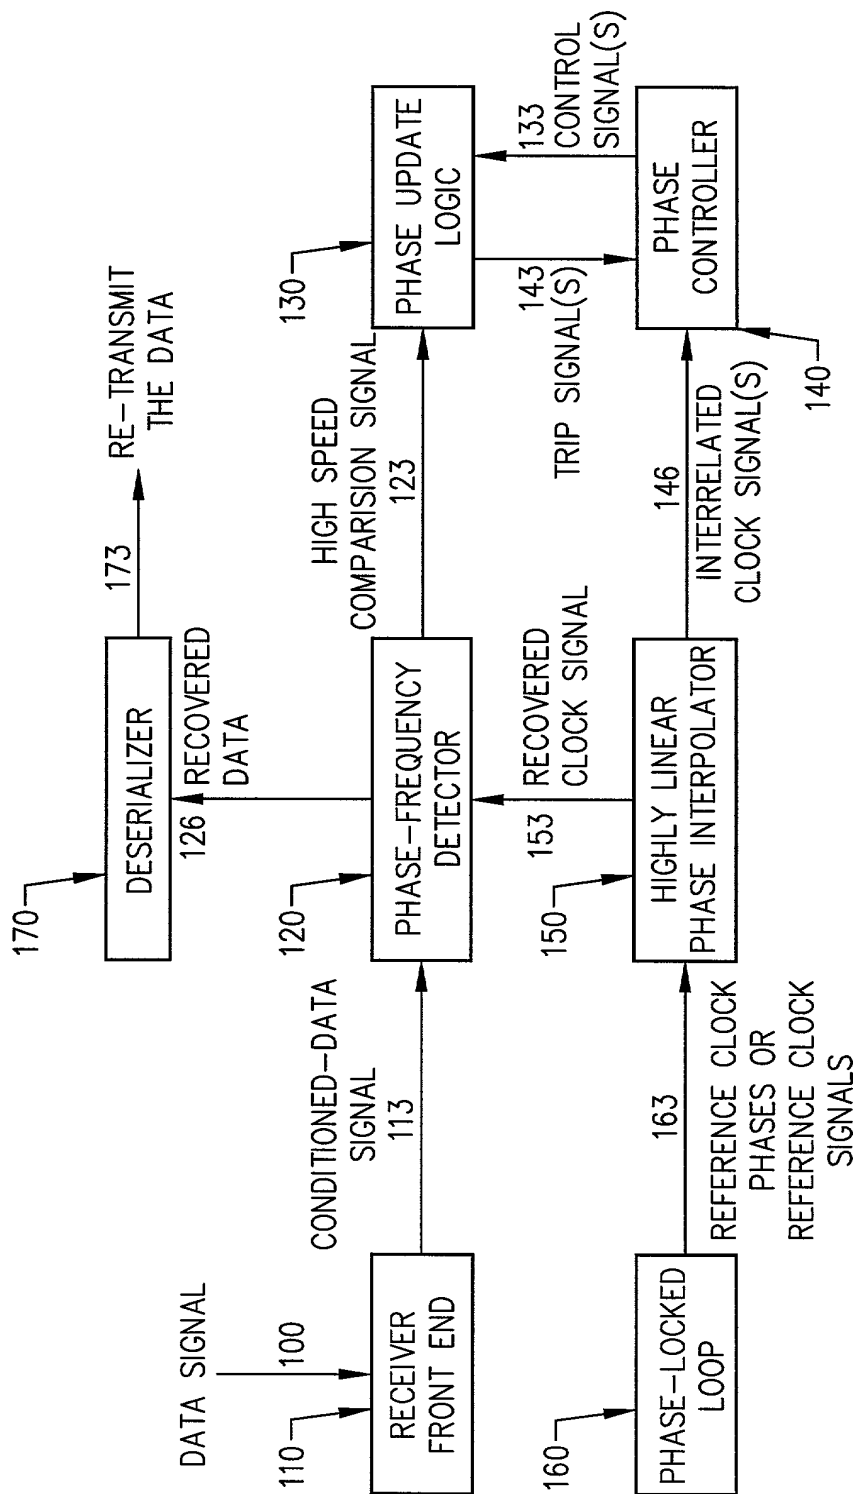 DATA SIGNAL
100
110
RECEIVER
FRONT END
CONDITIONED-DATA
SIGNAL
113
160
PHASE-LOCKED
LOOP
163
REFERENCE CLOCK
PHASES OR
REFERENCE CLOCK
SIGNALS
170
DESERIALIZER
173
RE-TRANSMIT
THE DATA
126
RECOVERED
DATA
120
PHASE-FREQUENCY
DETECTOR
HIGH SPEED
COMPARISION SIGNAL
123
153
RECOVERED
CLOCK SIGNAL
150
HIGHLY LINEAR
PHASE INTERPOLATOR
146
INTERRELATED
CLOCK SIGNAL(S)
130
PHASE UPDATE
LOGIC
143
TRIP SIGNAL(S)
133
CONTROL
SIGNAL(S)
PHASE
CONTROLLER
140